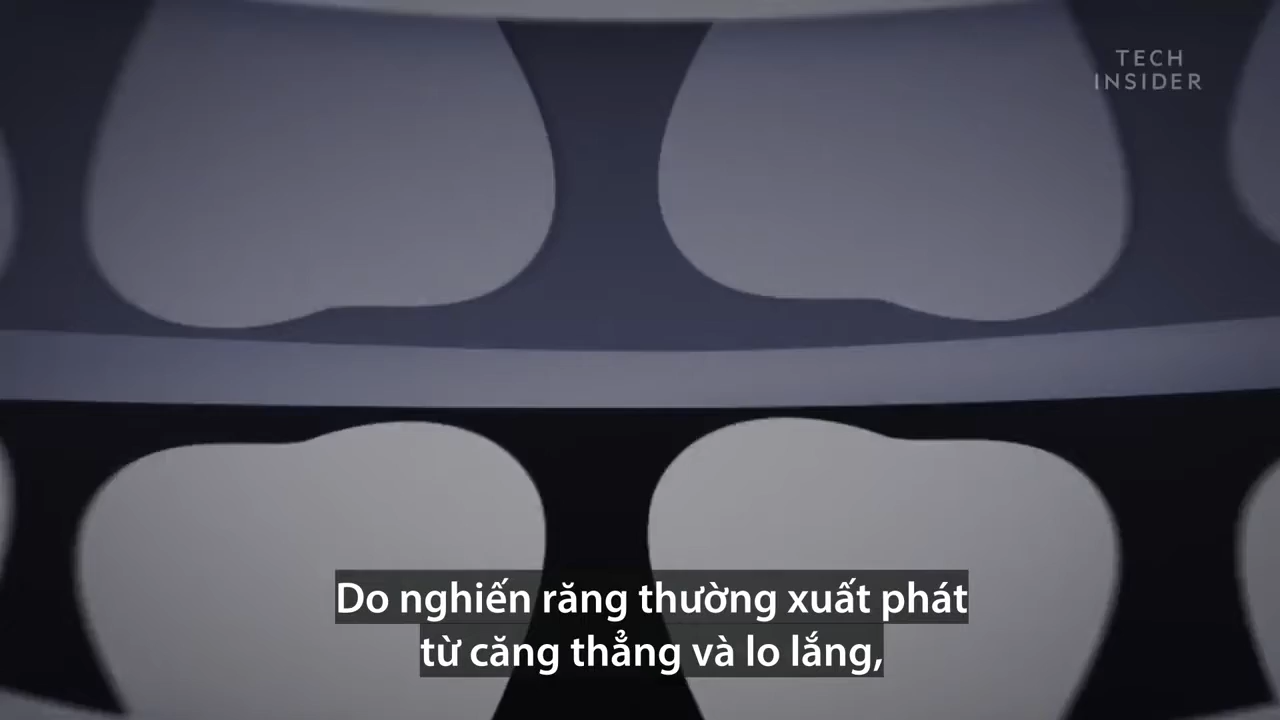 TECH
INSIDER
Do nghiến răng thường xuất phát
từ căng thẳng và lo lắng,